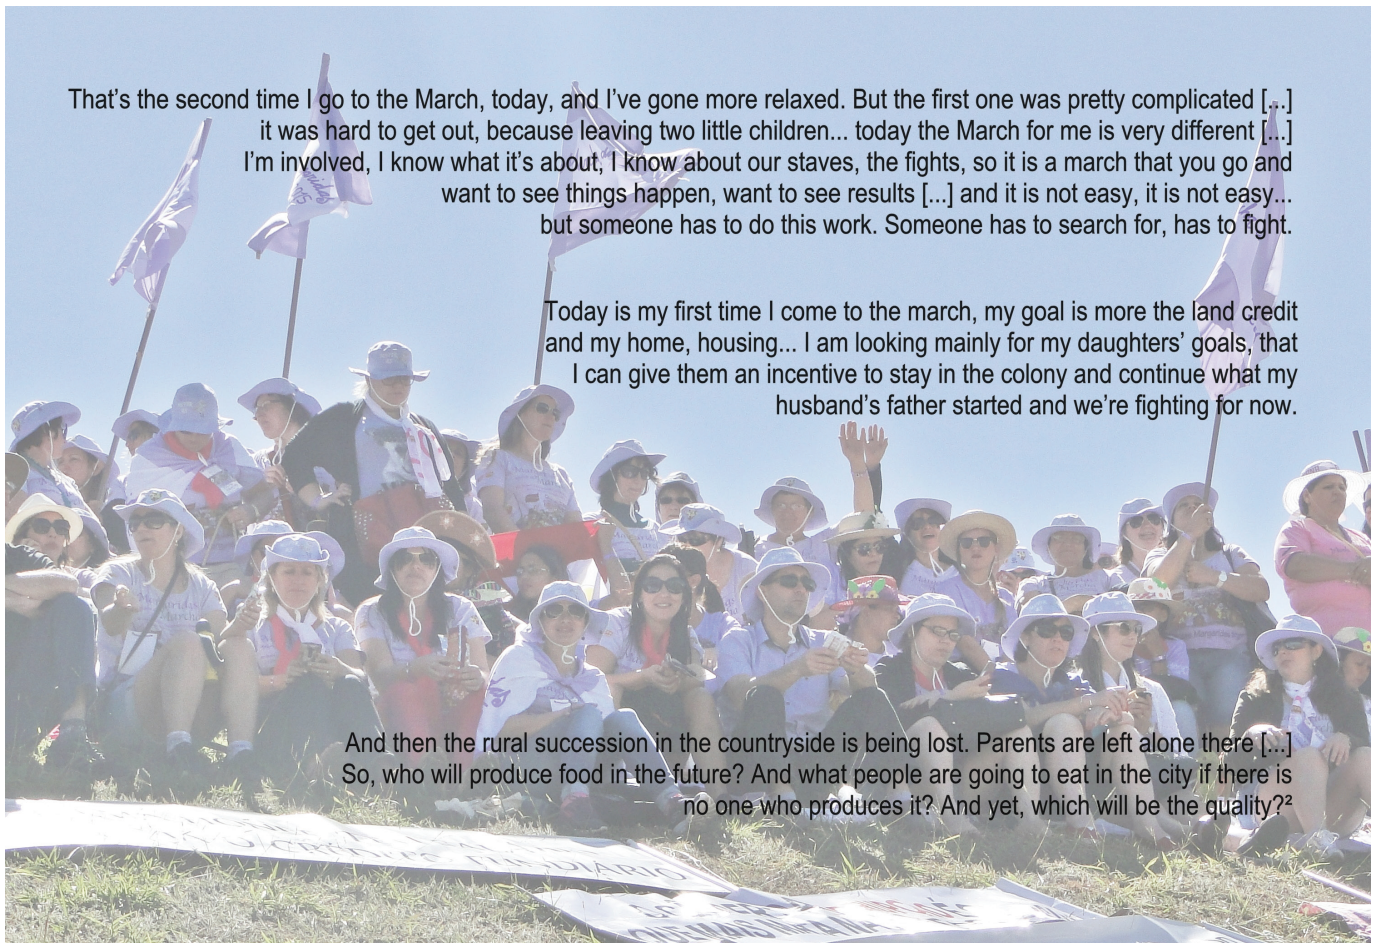 That’s the second time I go to the March, today, and I’ve gone more relaxed. But the first one was pretty complicated [...]
it was hard to get out, because leaving two little children... today the March for me is very different [...]
I’m involved, I know what it’s about, I know about our staves, the fights, so it is a march that you go and
want to see things happen, want to see results [...] and it is not easy, it is not easy...
but someone has to do this work. Someone has to search for, has to fight.
Today is my first time I come to the march, my goal is more the land credit
and my home, housing... I am looking mainly for my daughters’ goals, that
I can give them an incentive to stay in the colony and continue what my
husband’s father started and we’re fighting for now.
And then the rural succession in the countryside is being lost. Parents are left alone there [...]
So, who will produce food in the future? And what people are going to eat in the city if there is
no one who produces it? And yet, which will be the quality?²